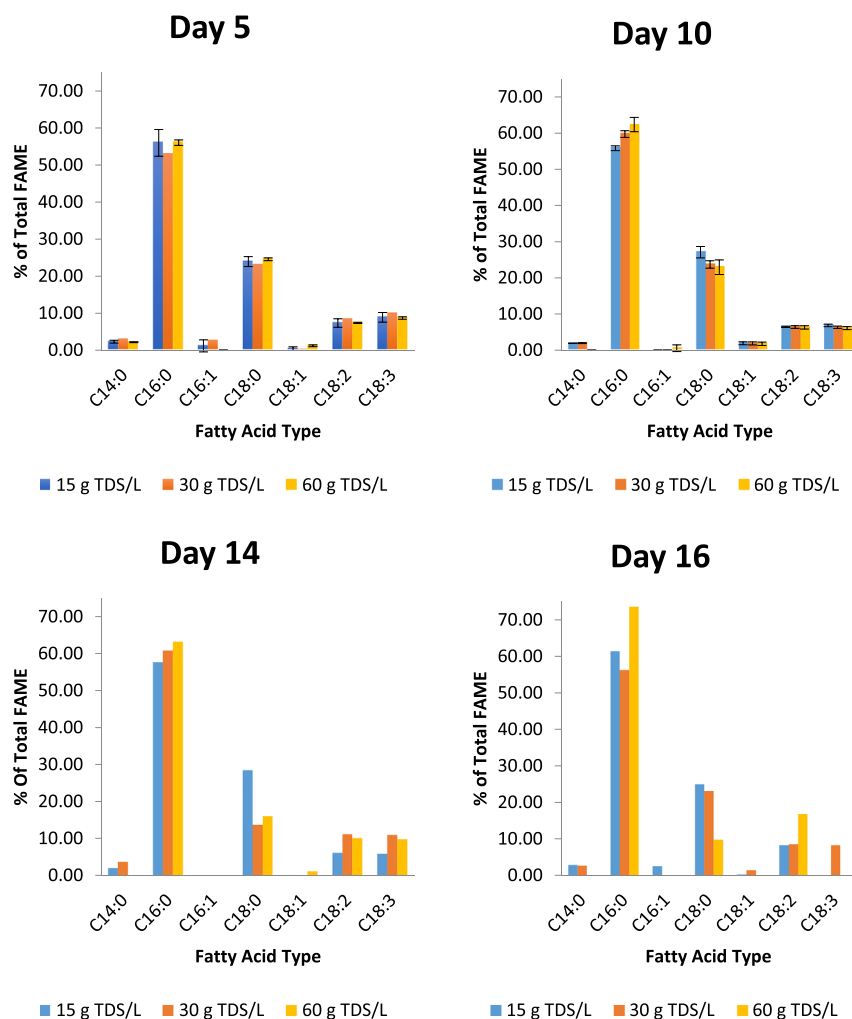 Day 5
% of Total FAME
70.00
60.00
50.00
40.00
30.00
20.00
10.00
0.00
C14:0 C16:0 C16:1 C18:0 C18:1 C18:2 C18:3
Fatty Acid Type
15 g TDS/L 30 g TDS/L 60 g TDS/L
Day 10
% of Total FAME
70.00
60.00
50.00
40.00
30.00
20.00
10.00
0.00
C14:0 C16:0 C16:1 C18:0 C18:1 C18:2 C18:3
Fatty Acid Type
15 g TDS/L 30 g TDS/L 60 g TDS/L
Day 14
% Of Total FAME
70.00
60.00
50.00
40.00
30.00
20.00
10.00
0.00
C14:0 C16:0 C16:1 C18:0 C18:1 C18:2 C18:3
Fatty Acid Type
15 g TDS/L 30 g TDS/L 60 g TDS/L
Day 16
% of Total FAME
70.00
60.00
50.00
40.00
30.00
20.00
10.00
0.00
C14:0 C16:0 C16:1 C18:0 C18:1 C18:2 C18:3
Fatty Acid Type
15 g TDS/L 30 g TDS/L 60 g TDS/L